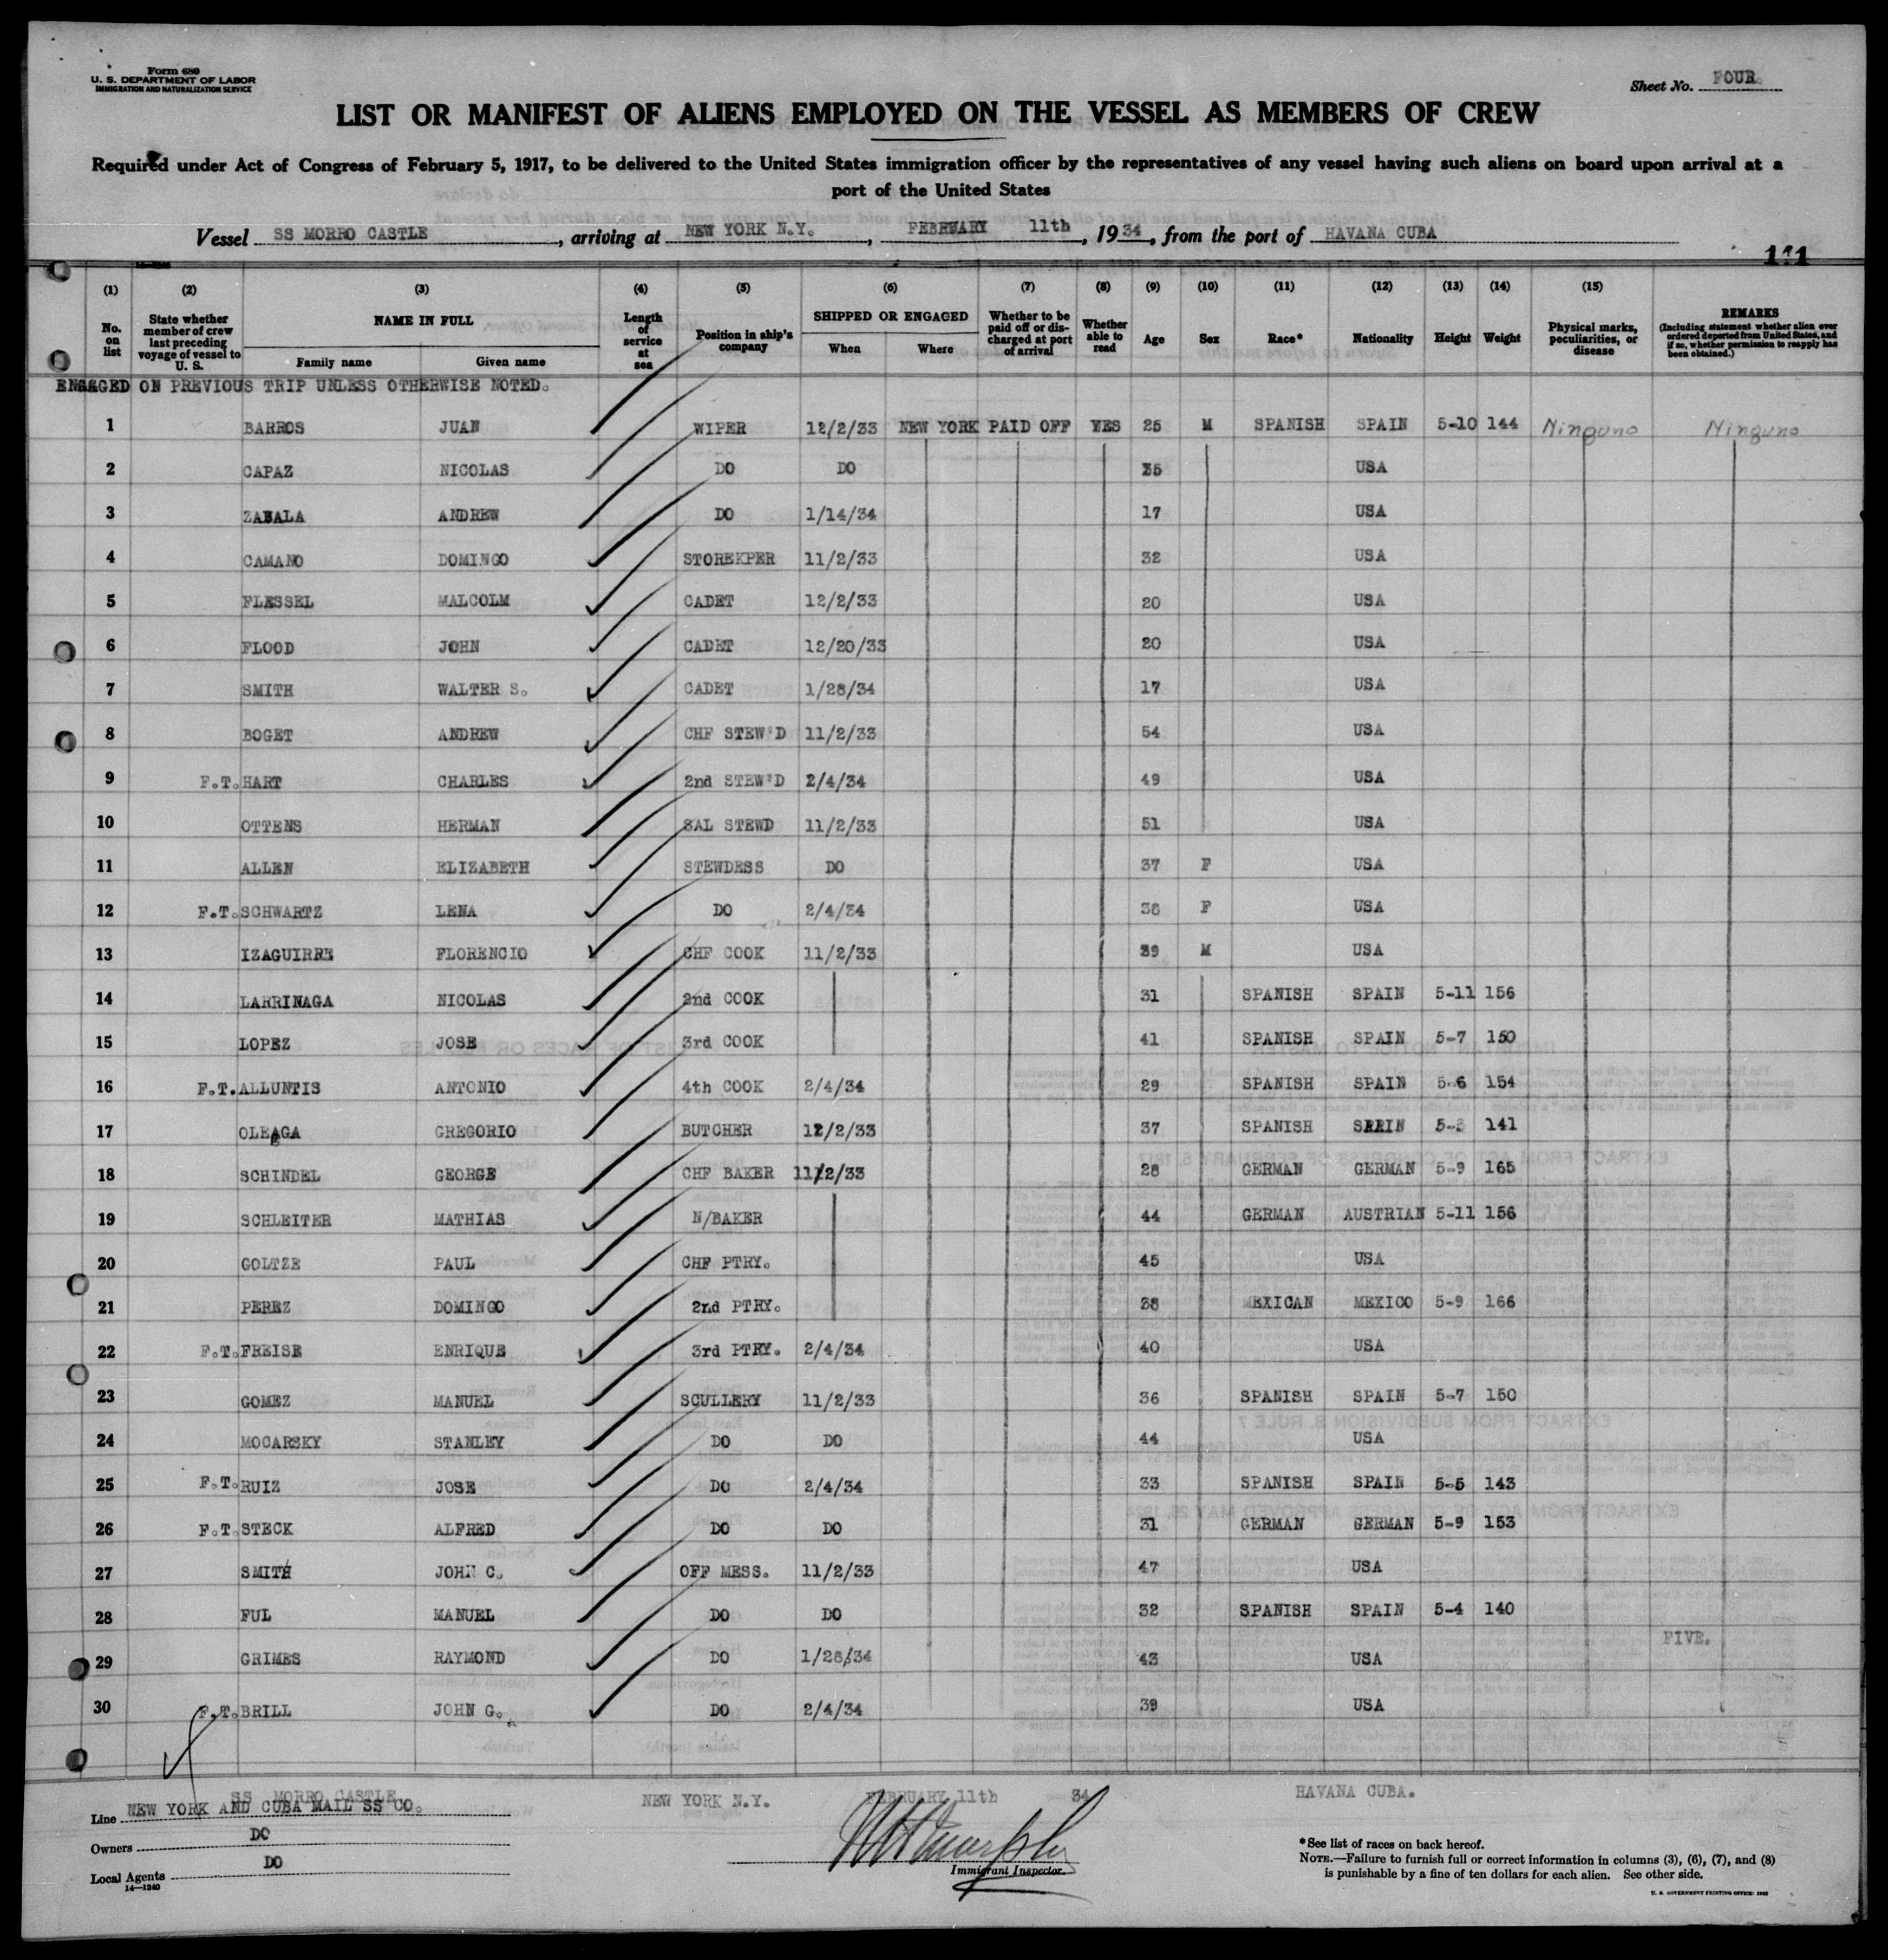 Form 680
U. S. DEPARTMENT OF LABOR
IMMIGRATION AND NATURALIZATION SERVICE
Sheet No. FOUR.
LIST OR MANIFEST OF ALIENS EMPLOYED ON THE VESSEL AS MEMBERS OF CREW
Required under Act of Congress of February 5, 1917, to be delivered to the United States immigration officer by the representatives of any vessel having such aliens on board upon arrival at a
port of the United States
Vessel SS MORRO CASTLE, arriving at NEW YORK N.Y., FEBRUARY 11th, 1934, from the port of HAVANA CUBA
(1) (2) (3) (4) (5) (6) (7) (8) (9) (10) (11) (12) (13) (14) (15)
No. on list State whether member of crew last preceding voyage of vessel to U. S. NAME IN FULL Family name Given name Length of service at sea Position in ship's company SHIPPED OR ENGAGED When Where Whether to be paid off or discharged at port of arrival Whether able to read Age Sex Race* Nationality Height Weight Physical marks, peculiarities, or disease REMARKS (Including statement whether alien ever ordered deported from United States, and if so, whether permission to reapply has been obtained.)
ENGAGED ON PREVIOUS TRIP UNLESS OTHERWISE NOTED.
1 BARROS JUAN WIPER 12/2/33 NEW YORK PAID OFF YES 25 M SPANISH SPAIN 5-10 144 Ninguno Ninguno
2 CAPAZ NICOLAS DO DO 35 USA
3 ZABALA ANDREW DO 1/14/34 17 USA
4 CAMANO DOMINGO STOREKPER 11/2/33 32 USA
5 FLESSEL MALCOLM CADET 12/2/33 20 USA
6 FLOOD JOHN CADET 12/20/33 20 USA
7 SMITH WALTER S. CADET 1/28/34 17 USA
8 BOGET ANDREW CHF STEW'D 11/2/33 54 USA
9 F.T. HART CHARLES 2nd STEW'D 2/4/34 49 USA
10 OTTENS HERMAN SAL STEWD 11/2/33 51 USA
11 ALLEN ELIZABETH STEWDESS DO 37 F USA
12 F.T. SCHWARTZ LENA DO 2/4/34 38 F USA
13 IZAGUIRRE FLORENCIO CHF COOK 11/2/33 39 M USA
14 LARRINAGA NICOLAS 2nd COOK 31 SPANISH SPAIN 5-11 156
15 LOPEZ JOSE 3rd COOK 41 SPANISH SPAIN 5-7 150
16 F.T. ALLUNTIS ANTONIO 4th COOK 2/4/34 29 SPANISH SPAIN 5-6 154
17 OLEAGA GREGORIO BUTCHER 12/2/33 37 SPANISH SPAIN 141
18 SCHINDEL GEORGE CHF BAKER 11/2/33 28 GERMAN GERMAN 5-9 165
19 SCHLEITER MATHIAS N/BAKER 44 GERMAN AUSTRIAN 5-11 156
20 GOLTZE PAUL CHF PTRY. 45 USA
21 PEREZ DOMINGO 2nd PTRY. 38 MEXICAN MEXICO 5-9 166
22 F.T. FREISE ENRIQUE 3rd PTRY. 2/4/34 40 USA
23 GOMEZ MANUEL SCULLERY 11/2/33 36 SPANISH SPAIN 5-7 150
24 MOCARSKY STANLEY DO DO 44 USA
25 F.T. RUIZ JOSE DO 2/4/34 33 SPANISH SPAIN 5-5 143
26 F.T. STECK ALFRED DO DO 31 GERMAN GERMAN 5-9 153
27 SMITH JOHN C. OFF MESS. 11/2/33 47 USA
28 FUL MANUEL DO DO 32 SPANISH SPAIN 5-4 140
FIVE.
29 GRIMES RAYMOND DO 1/28/34 43 USA
30 F.T. BRILL JOHN G. DO 2/4/34 39 USA
111
SS MORRO CASTLE NEW YORK N.Y. FEBRUARY 11th 34 HAVANA CUBA.
Line NEW YORK AND CUBA MAIL SS CO.
Owners DO
Local Agents DO
14—1240
Immigrant Inspector.
*See list of races on back hereof.
NOTE.—Failure to furnish full or correct information in columns (3), (6), (7), and (8)
is punishable by a fine of ten dollars for each alien. See other side.